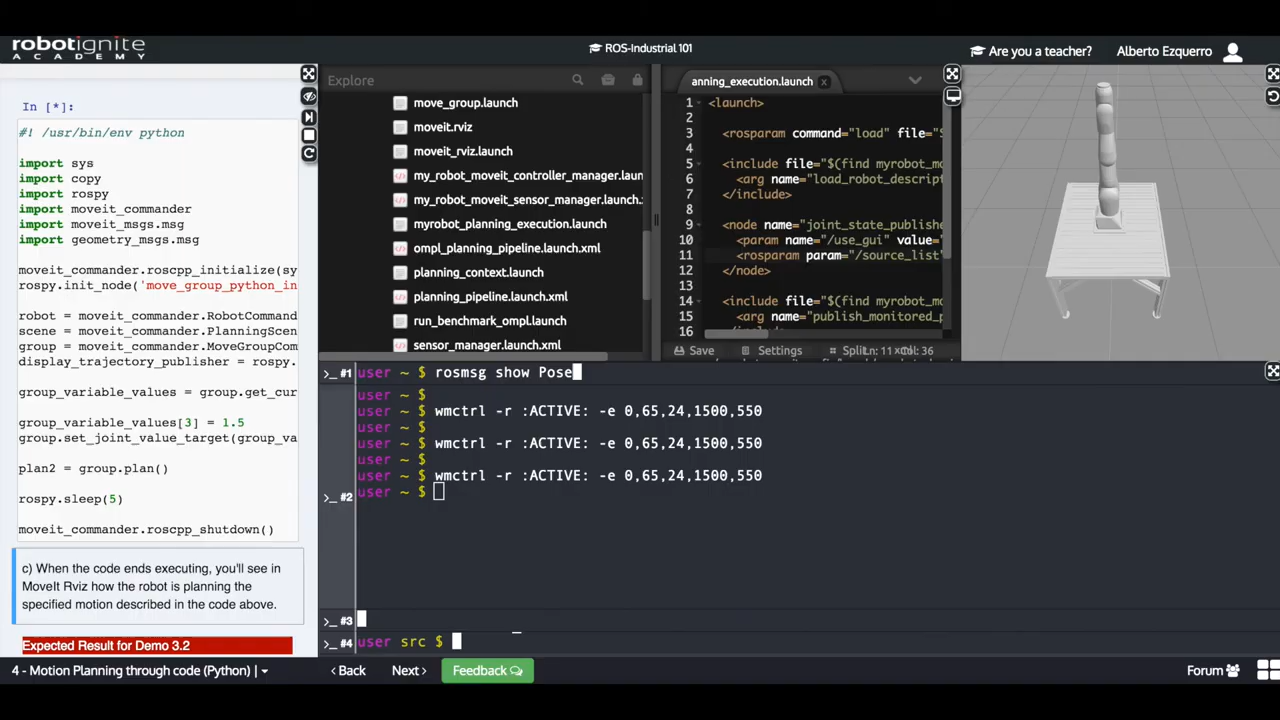 robotignite
ACADEMY
ROS-Industrial 101
Are you a teacher?
Alberto Ezquerro
In [*]:
#! /usr/bin/env python
import sys
import copy
import rospy
import moveit_commander
import moveit_msgs.msg
import geometry_msgs.msg
moveit_commander.roscpp_initialize(sy
rospy.init_node('move_group_python_in
robot = moveit_commander.RobotCommand
scene = moveit_commander.PlanningScen
group = moveit_commander.MoveGroupCom
display_trajectory_publisher = rospy.
group_variable_values = group.get_cur
group_variable_values[3] = 1.5
group.set_joint_value_target(group_va
plan2 = group.plan()
rospy.sleep(5)
moveit_commander.roscpp_shutdown()
c) When the code ends executing, you'll see in
MoveIt Rviz how the robot is planning the
specified motion described in the code above.
Expected Result for Demo 3.2
Explore
move_group.launch
moveit.rviz
moveit_rviz.launch
my_robot_moveit_controller_manager.laun
my_robot_moveit_sensor_manager.launch.
myrobot_planning_execution.launch
ompl_planning_pipeline.launch.xml
planning_context.launch
planning_pipeline.launch.xml
run_benchmark_ompl.launch
sensor_manager.launch.xml
anning_execution.launch
1 <launch>
2
3 <rosparam command="load" file="
4
5 <include file="$(find myrobot_mo
6 <arg name="load_robot_descript
7 </include>
8
9 <node name="joint_state_publishe
10 <param name="/use_gui" value="
11 <rosparam param="/source_list"
12 </node>
13
14 <include file="$(find myrobot_mo
15 <arg name="publish_monitored_p
16
Save
Settings
Split
Ln: 11 Col: 36
>_ #1 user ~ $ rosmsg show Pose
user ~ $
user ~ $ wmctrl -r :ACTIVE: -e 0,65,24,1500,550
user ~ $
user ~ $ wmctrl -r :ACTIVE: -e 0,65,24,1500,550
user ~ $
user ~ $ wmctrl -r :ACTIVE: -e 0,65,24,1500,550
>_ #2 user ~ $
>_ #3
>_ #4 user src $
4 - Motion Planning through code (Python) |
‹ Back
Next ›
Feedback
Forum